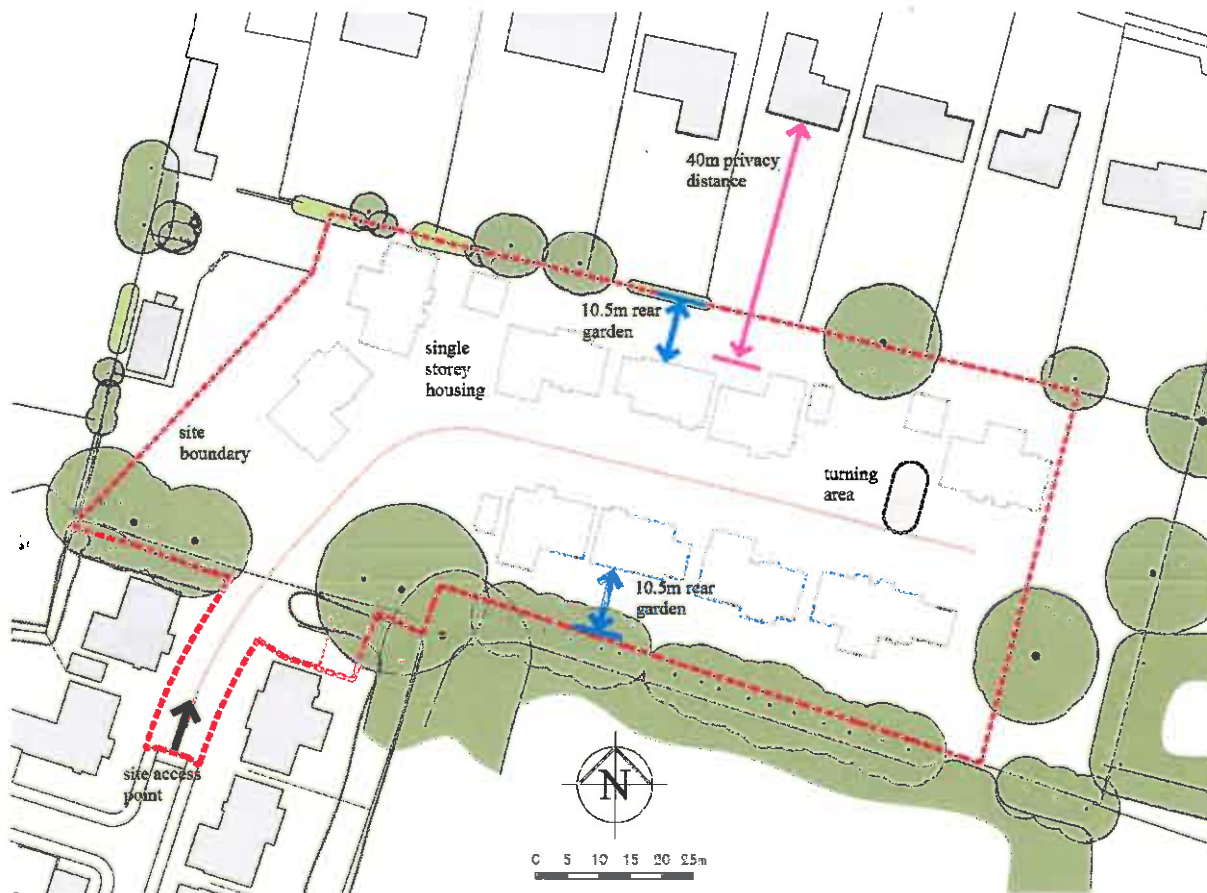 40m privacy
distance
10.5m rear
garden
single
storey
housing
site
boundary
turning
area
10.5m rear
garden
site access
point
N
0 5 10 15 20 25m